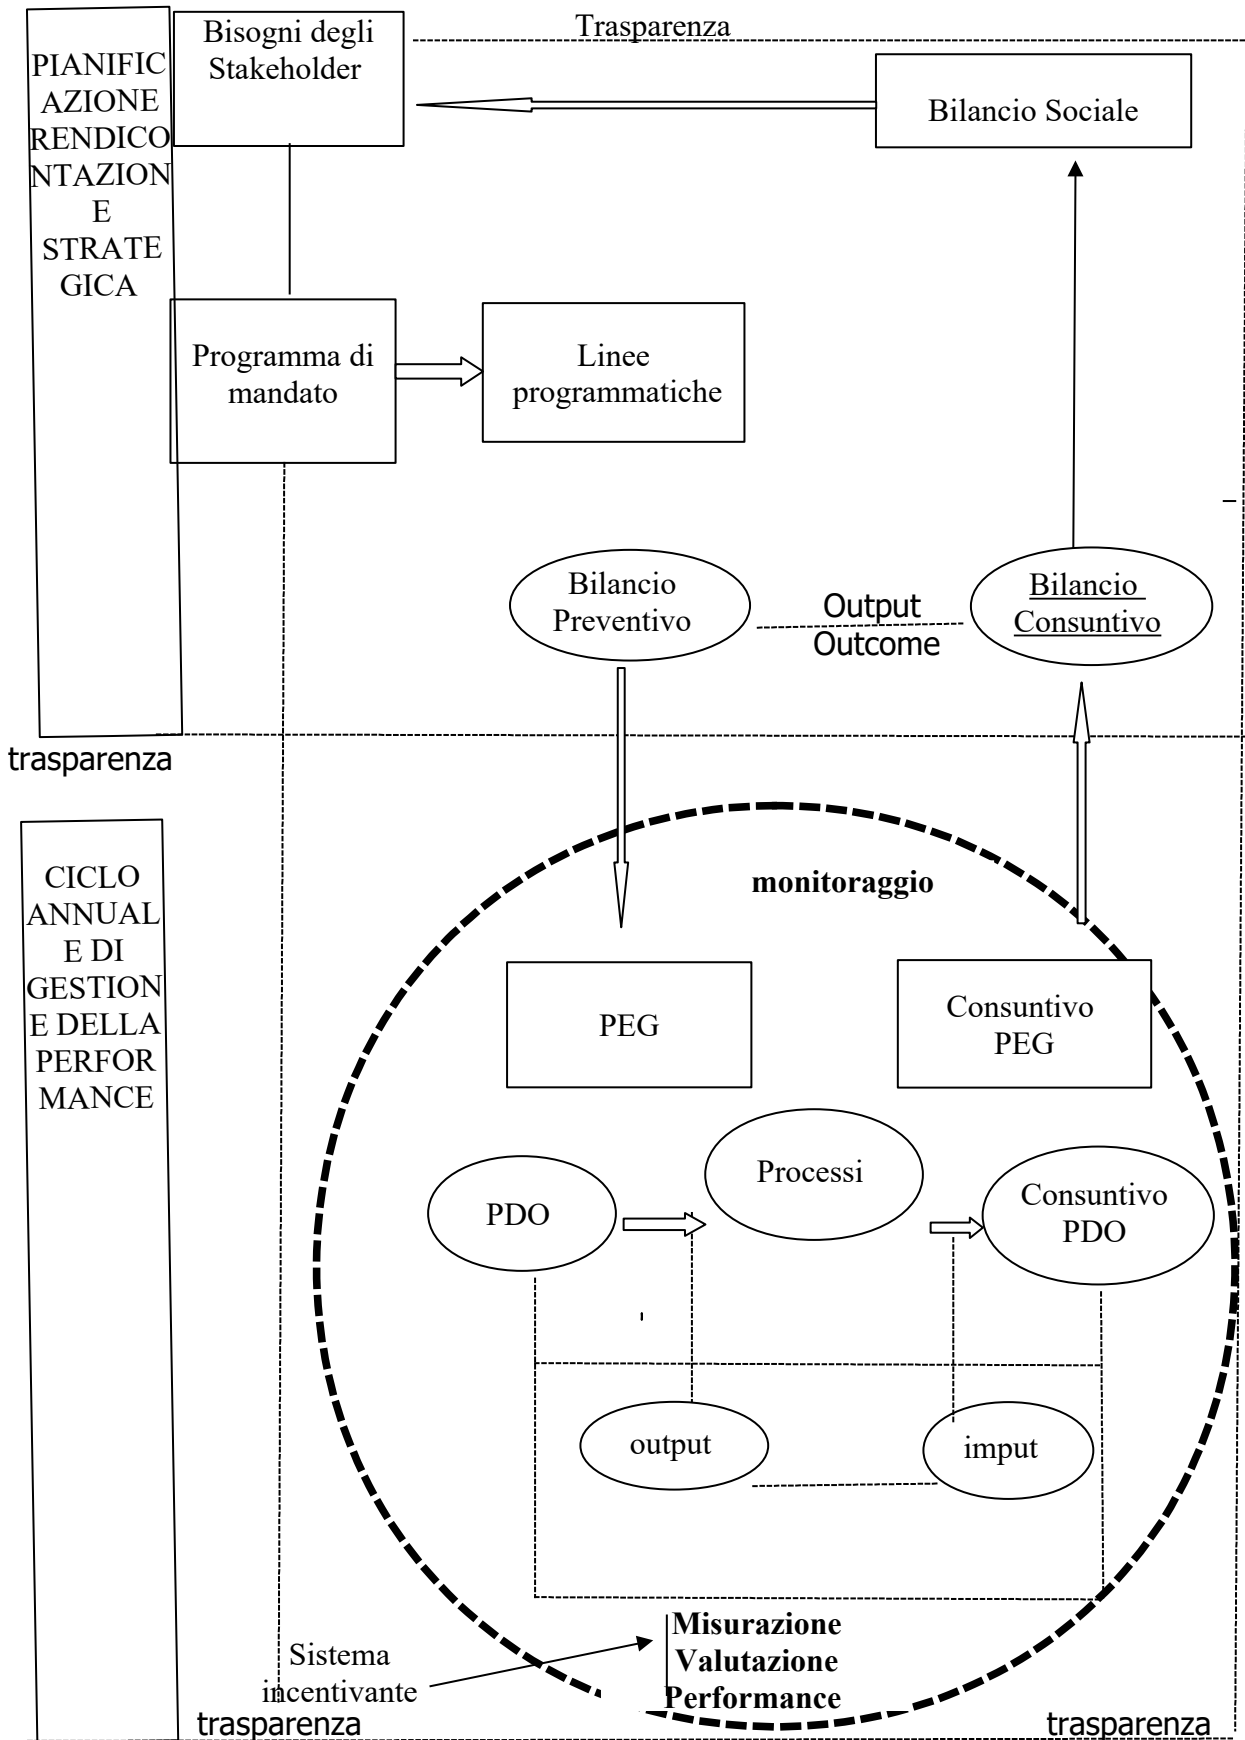 Trasparenza
Bisogni degli
Stakeholder
PIANIFIC
AZIONE
RENDICO
NTAZION
E
STRATE
GICA
Bilancio Sociale
Programma di
mandato
Linee
programmatiche
Bilancio
Preventivo
Output
Outcome
Bilancio
Consuntivo
trasparenza
CICLO
ANNUAL
E DI
GESTION
E DELLA
PERFOR
MANCE
monitoraggio
PEG
Consuntivo
PEG
PDO
Processi
Consuntivo
PDO
output
imput
Misurazione
Valutazione
Performance
Sistema
incentivante
trasparenza
trasparenza